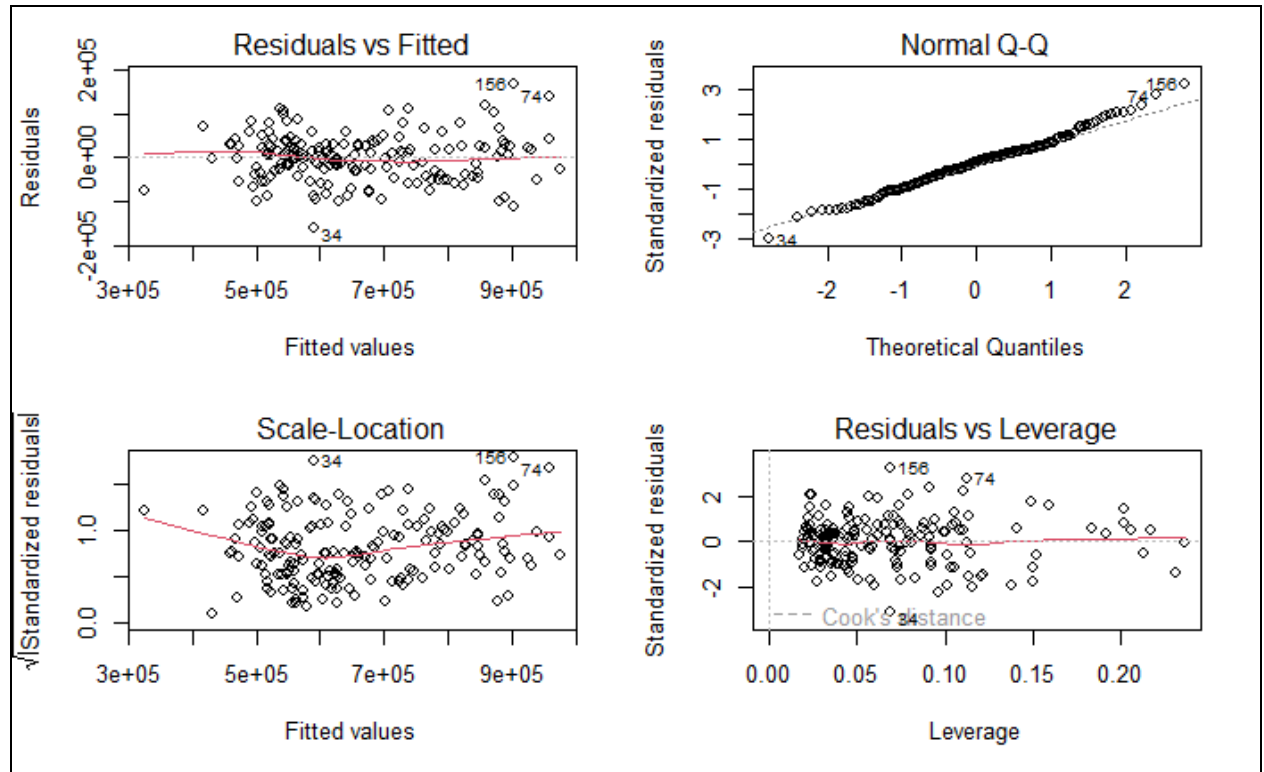 Residuals vs Fitted
Residuals
2e+05
0e+00
-2e+05
156
74
34
3e+05 5e+05 7e+05 9e+05
Fitted values
Normal Q-Q
Standardized residuals
3
1
-1
-3
156
74
34
-2 -1 0 1 2
Theoretical Quantiles
Scale-Location
√|Standardized residuals|
1.0
0.0
34
156
74
3e+05 5e+05 7e+05 9e+05
Fitted values
Residuals vs Leverage
Standardized residuals
2
0
-2
156
74
34
Cook's distance
0.00 0.05 0.10 0.15 0.20
Leverage